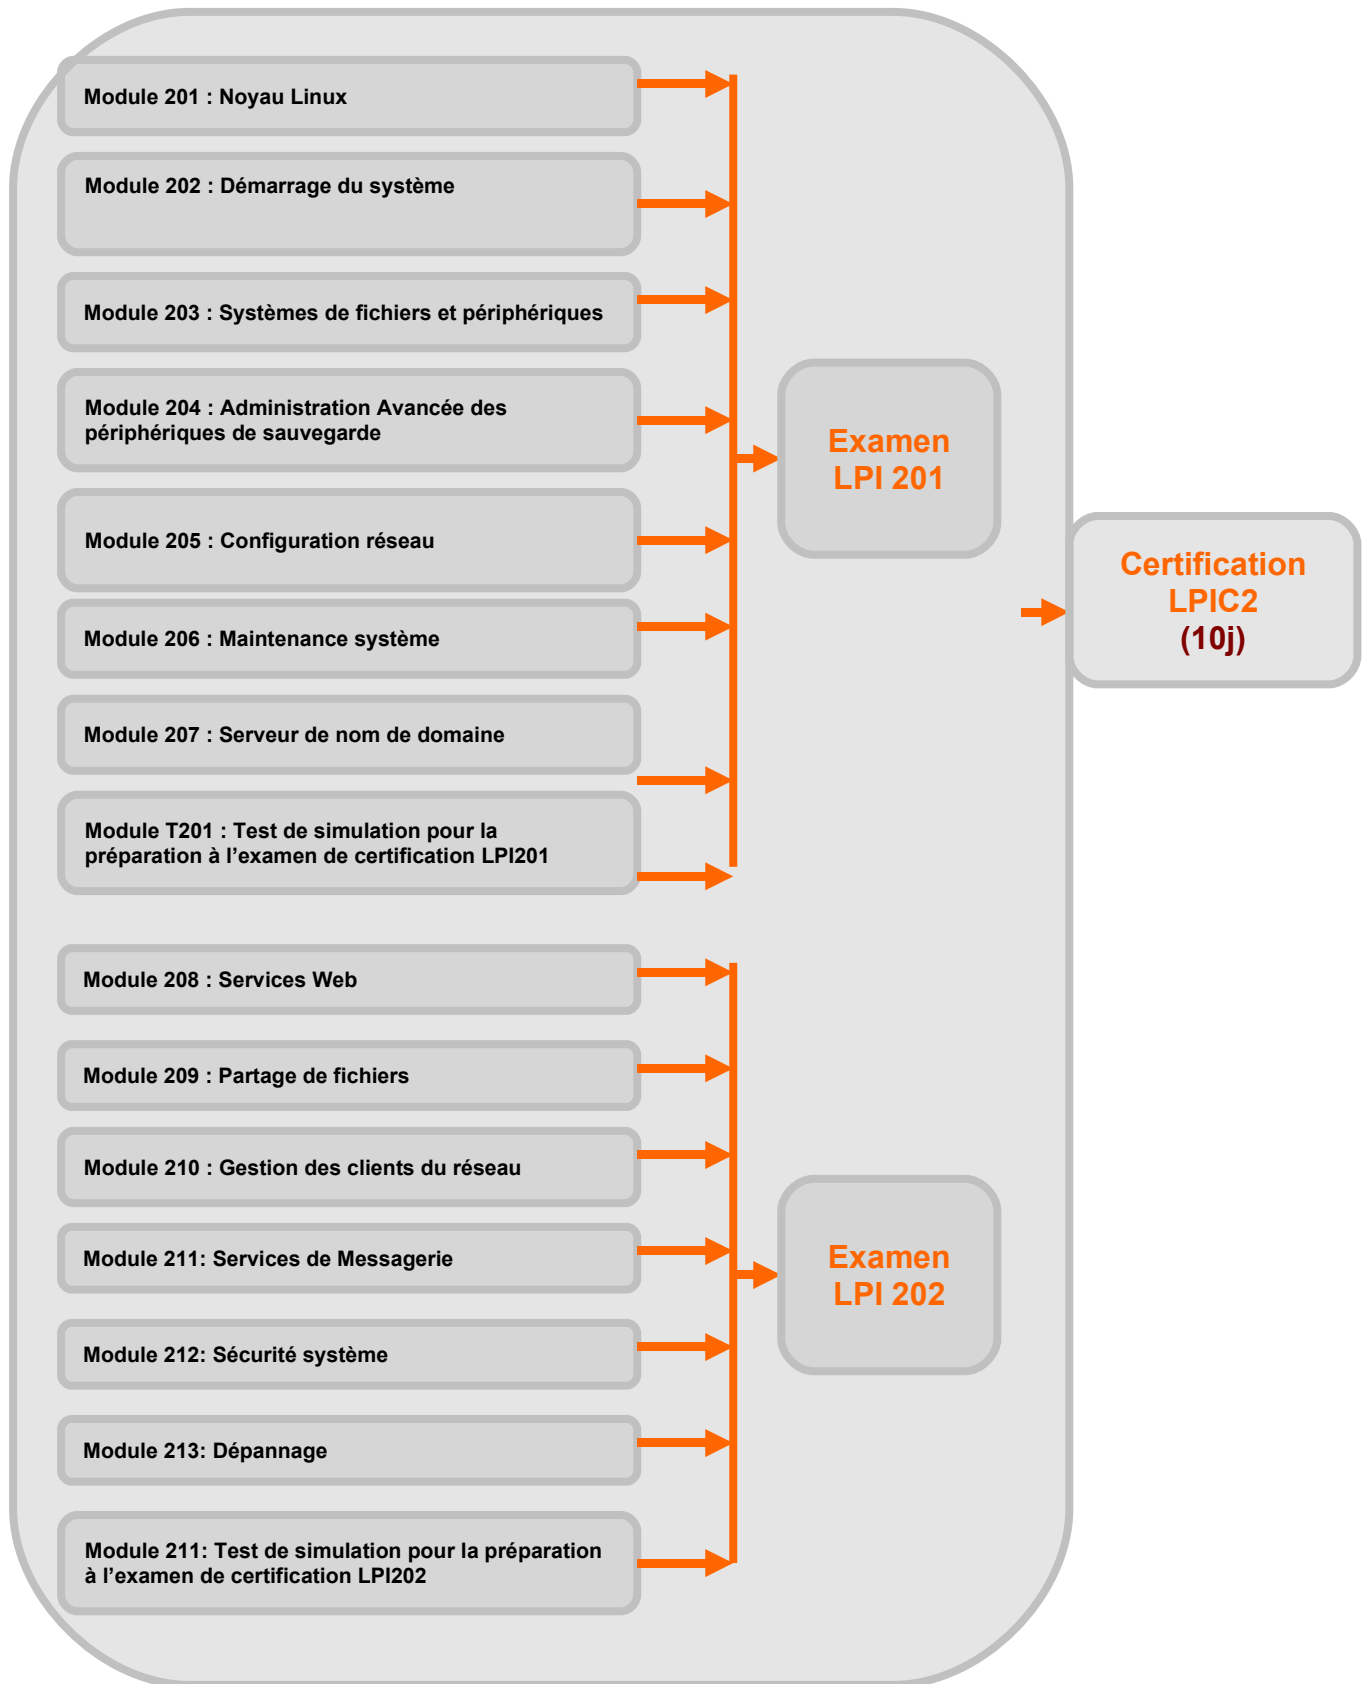 Module 201 : Noyau Linux
Module 202 : Démarrage du système
Module 203 : Systèmes de fichiers et périphériques
Module 204 : Administration Avancée des
périphériques de sauvegarde
Module 205 : Configuration réseau
Module 206 : Maintenance système
Module 207 : Serveur de nom de domaine
Module T201 : Test de simulation pour la
préparation à l’examen de certification LPI201
Examen
LPI 201
Module 208 : Services Web
Module 209 : Partage de fichiers
Module 210 : Gestion des clients du réseau
Module 211: Services de Messagerie
Module 212: Sécurité système
Module 213: Dépannage
Module 211: Test de simulation pour la préparation
à l’examen de certification LPI202
Examen
LPI 202
Certification
LPIC2
(10j)